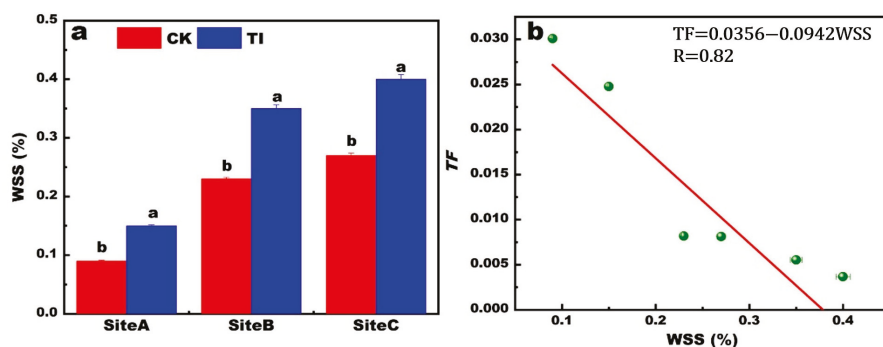 a
CK
TI
WSS (%)
0.5
0.4
0.3
0.2
0.1
0.0
b
a
b
a
b
a
SiteA
SiteB
SiteC
b
TF=0.0356−0.0942WSS
R=0.82
TF
0.030
0.025
0.020
0.015
0.010
0.005
0.000
0.1
0.2
0.3
0.4
WSS (%)